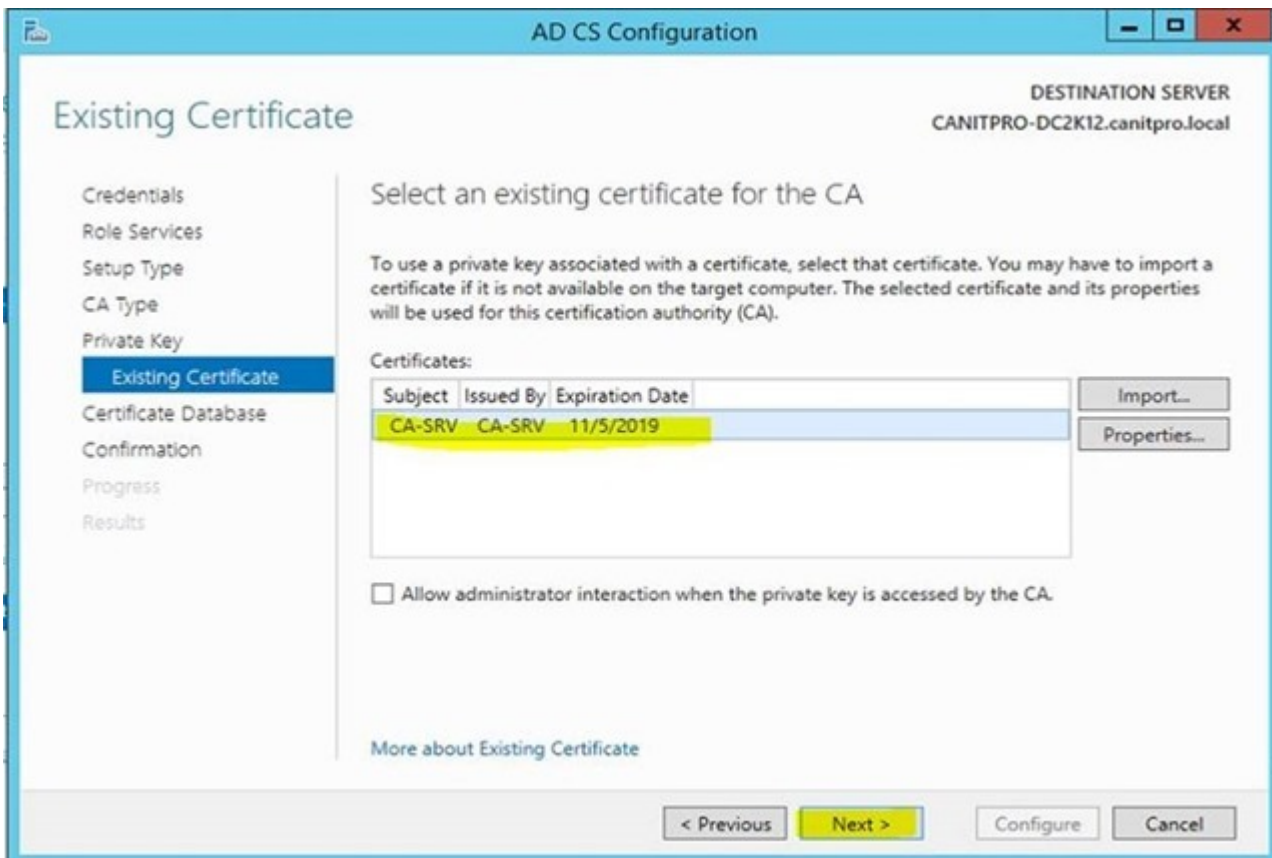 AD CS Configuration
Existing Certificate
DESTINATION SERVER
CANITPRO-DC2K12.canitpro.local
Credentials
Role Services
Setup Type
CA Type
Private Key
Existing Certificate
Certificate Database
Confirmation
Progress
Results
Select an existing certificate for the CA
To use a private key associated with a certificate, select that certificate. You may have to import a
certificate if it is not available on the target computer. The selected certificate and its properties
will be used for this certification authority (CA).
Certificates:
Subject Issued By Expiration Date
CA-SRV CA-SRV 11/5/2019
Import...
Properties...
Allow administrator interaction when the private key is accessed by the CA.
More about Existing Certificate
< Previous Next > Configure Cancel